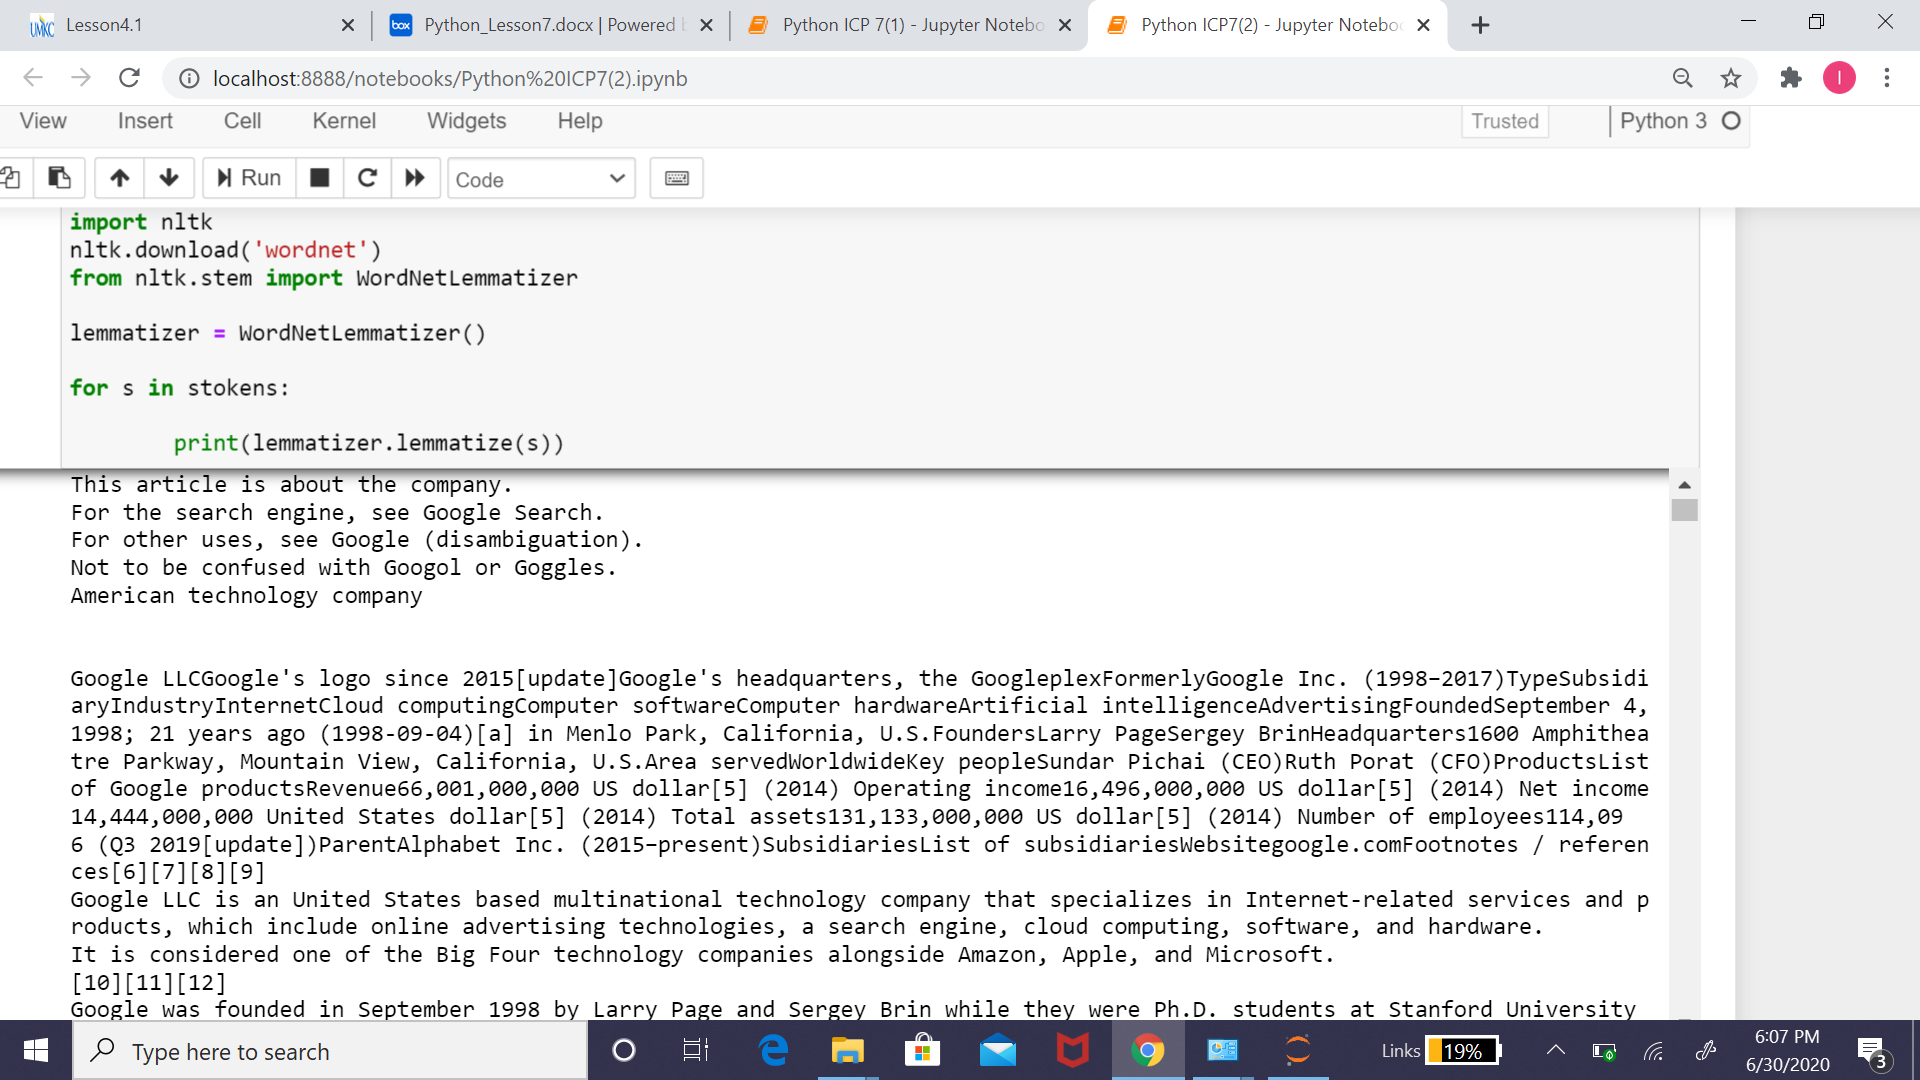 Lesson4.1
Python_Lesson7.docx | Powered
Python ICP 7(1) - Jupyter Notebo
Python ICP7(2) - Jupyter Noteboo
localhost:8888/notebooks/Python%20ICP7(2).ipynb
I
View Insert Cell Kernel Widgets Help Trusted Python 3
Run Code
import nltk
nltk.download('wordnet')
from nltk.stem import WordNetLemmatizer
lemmatizer = WordNetLemmatizer()
for s in stokens:
print(lemmatizer.lemmatize(s))
This article is about the company.
For the search engine, see Google Search.
For other uses, see Google (disambiguation).
Not to be confused with Googol or Goggles.
American technology company
Google LLCGoogle's logo since 2015[update]Google's headquarters, the GoogleplexFormerlyGoogle Inc. (1998–2017)TypeSubsidi
aryIndustryInternetCloud computingComputer softwareComputer hardwareArtificial intelligenceAdvertisingFoundedSeptember 4,
1998; 21 years ago (1998-09-04)[a] in Menlo Park, California, U.S.FoundersLarry PageSergey BrinHeadquarters1600 Amphithea
tre Parkway, Mountain View, California, U.S.Area servedWorldwideKey peopleSundar Pichai (CEO)Ruth Porat (CFO)ProductsList
of Google productsRevenue66,001,000,000 US dollar[5] (2014) Operating income16,496,000,000 US dollar[5] (2014) Net income
14,444,000,000 United States dollar[5] (2014) Total assets131,133,000,000 US dollar[5] (2014) Number of employees114,09
6 (Q3 2019[update])ParentAlphabet Inc. (2015–present)SubsidiariesList of subsidiariesWebsitegoogle.comFootnotes / referen
ces[6][7][8][9]
Google LLC is an United States based multinational technology company that specializes in Internet-related services and p
roducts, which include online advertising technologies, a search engine, cloud computing, software, and hardware.
It is considered one of the Big Four technology companies alongside Amazon, Apple, and Microsoft.
[10][11][12]
Google was founded in September 1998 by Larry Page and Sergey Brin while they were Ph.D. students at Stanford University
Type here to search
Links 19%
6:07 PM
6/30/2020
3